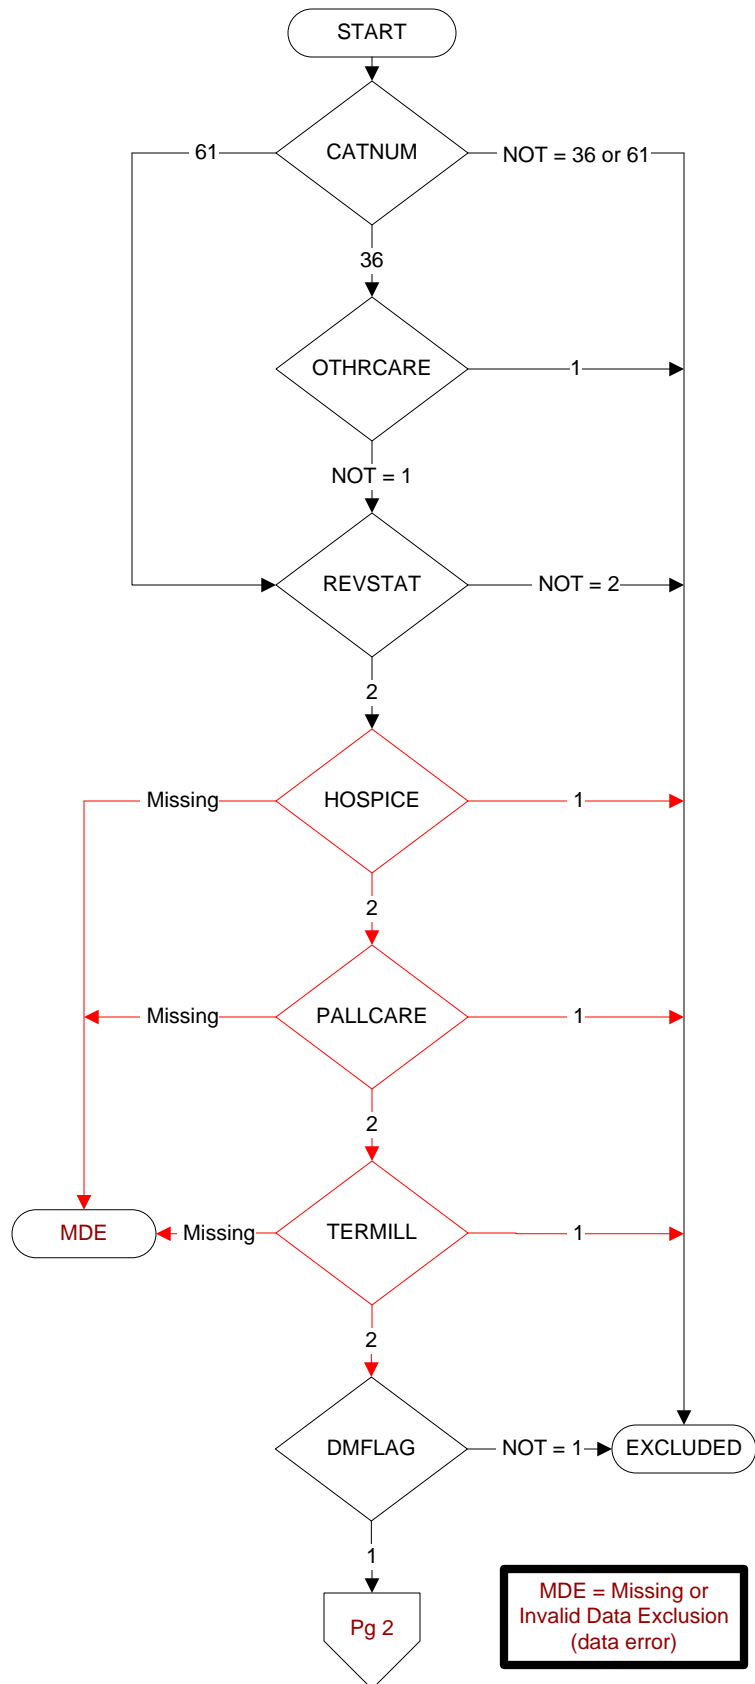 START
CATNUM
61
NOT = 36 or 61
36
OTHRCARE
1
NOT = 1
REVSTAT
NOT = 2
2
HOSPICE
Missing
1
2
PALLCARE
Missing
1
2
TERMILL
MDE
Missing
1
2
DMFLAG
NOT = 1
EXCLUDED
1
Pg 2
MDE = Missing or
Invalid Data Exclusion
(data error)